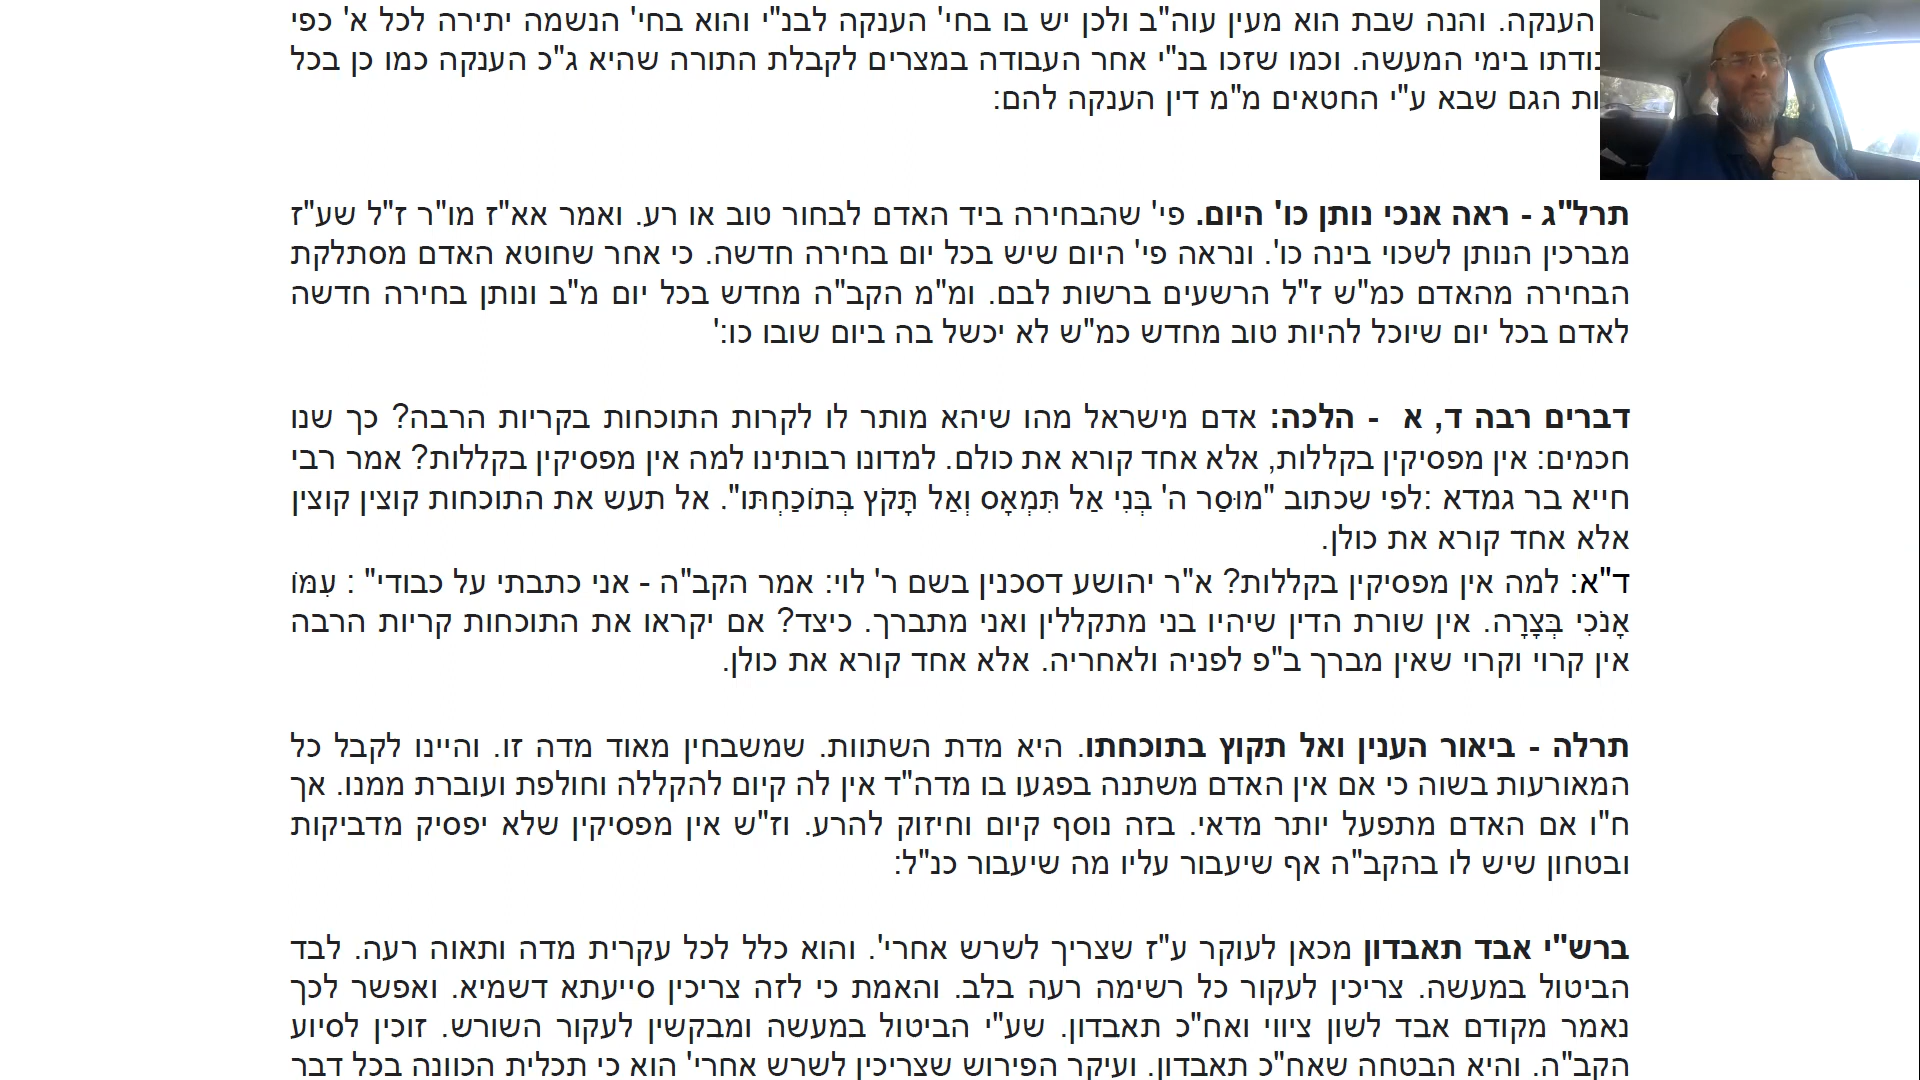 הענקה. והנה שבת הוא מעין עוה"ב ולכן יש בו בחי' הענקה לבנ"י והוא בחי' הנשמה יתירה לכל א' כפי
בימי המעשה. וכמו שזכו בנ"י אחר העבודה במצרים לקבלת התורה שהיא ג"כ הענקה כמו כן בכל
הגם שבא ע"י החטאים מ"מ דין הענקה להם:
תרל"ג - ראה אנכי נותן כו' היום. פי' שהבחירה ביד האדם לבחור טוב או רע. ואמר אא"ז מו"ר ז"ל שע"ז
מברכין הנותן לשכוי בינה כו'. ונראה פי' היום שיש בכל יום בחירה חדשה. כי אחר שחוטא האדם מסתלקת
הבחירה מהאדם כמ"ש ז"ל הרשעים ברשות לבם. ומ"מ הקב"ה מחדש בכל יום מ"ב ונותן בחירה חדשה
לאדם בכל יום שיוכל להיות טוב מחדש כמ"ש לא יכשל בה ביום שובו כו:'
דברים רבה ד, א - הלכה: אדם מישראל מהו שיהא מותר לו לקרות התוכחות בקריות הרבה? כך שנו
חכמים: אין מפסיקין בקללות, אלא אחד קורא את כולם. למדונו רבותינו למה אין מפסיקין בקללות? אמר רבי
חייא בר גמדא :לפי שכתוב "מוּסַר ה' בְּנִי אַל תִּמְאָס וְאַל תָּקֹץ בְּתוֹכַחְתּוֹ". אל תעש את התוכחות קוצין קוצין
אלא אחד קורא את כולן.
ד"א: למה אין מפסיקין בקללות? א"ר יהושע דסכנין בשם ר' לוי: אמר הקב"ה - אני כתבתי על כבודי" : עִמּוֹ
אָנֹכִי בְּצָרָה. אין שורת הדין שיהיו בני מתקללין ואני מתברך. כיצד? אם יקראו את התוכחות קריות הרבה
אין קרוי וקרוי שאין מברך ב"פ לפניה ולאחריה. אלא אחד קורא את כולן.
תרלה - ביאור הענין ואל תקוץ בתוכחתו. היא מדת השתוות. שמשבחין מאוד מדה זו. והיינו לקבל כל
המאורעות בשוה כי אם אין האדם משתנה בפגעו בו מדה"ד אין לה קיום להקללה וחולפת ועוברת ממנו. אך
ח"ו אם האדם מתפעל יותר מדאי. בזה נוסף קיום וחיזוק להרע. וז"ש אין מפסיקין שלא יפסיק מדביקות
ובטחון שיש לו בהקב"ה אף שיעבור עליו מה שיעבור כנ"ל:
ברש"י אבד תאבדון מכאן לעוקר ע"ז שצריך לשרש אחרי'. והוא כלל לכל עקרית מדה ותאוה רעה. לבד
הביטול במעשה. צריכין לעקור כל רשימה רעה בלב. והאמת כי לזה צריכין סייעתא דשמיא. ואפשר לכך
נאמר מקודם אבד לשון ציווי ואח"כ תאבדון. שע"י הביטול במעשה ומבקשין לעקור השורש. זוכין לסיוע
הקב"ה. והיא הבטחה שאח"כ תאבדון. ועיקר הפירוש שצריכין לשרש אחרי' הוא כי תכלית הכוונה בכל דבר